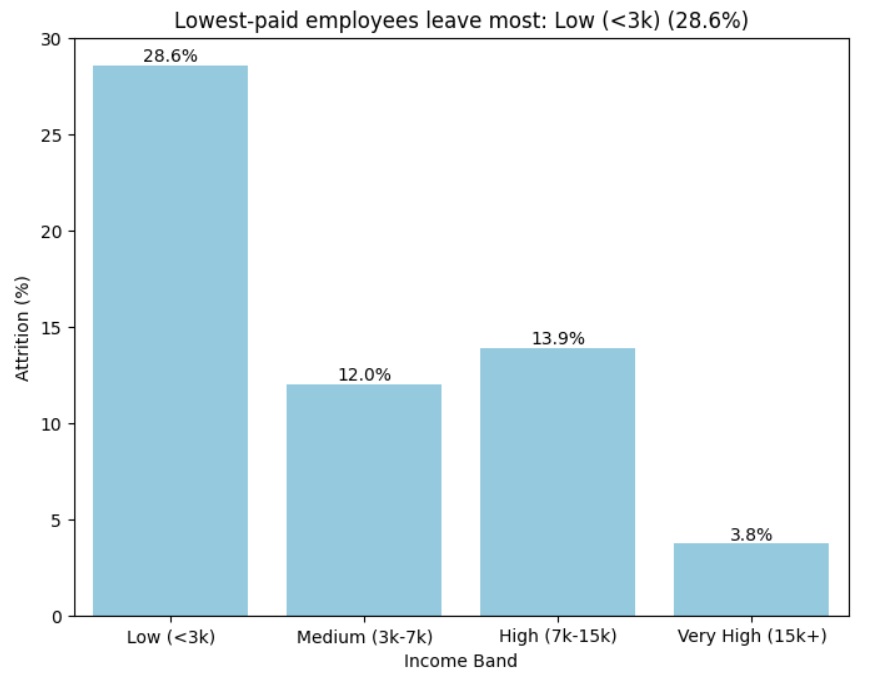 Lowest-paid employees leave most: Low (<3k) (28.6%)
30
28.6%
25
20
15
13.9%
12.0%
10
5
3.8%
0
Attrition (%)
Low (<3k)
Medium (3k-7k)
High (7k-15k)
Very High (15k+)
Income Band